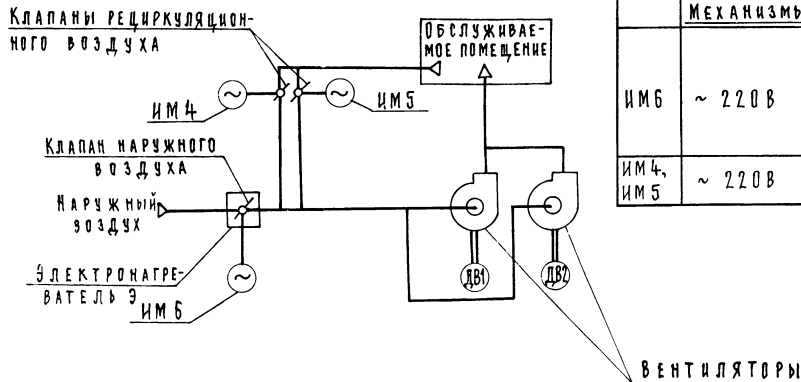 Клапаны рециркуляцион-
ного воздуха
ИМ4
ИМ5
Обслуживае-
мое помещение
Клапан наружного
воздуха
Наружный
воздух
Электронагре-
ватель Э
ИМ6
ДВ1
ДВ2
Вентиляторы
Механизмы
ИМ6 ~ 220В
ИМ4,
ИМ5 ~ 220В